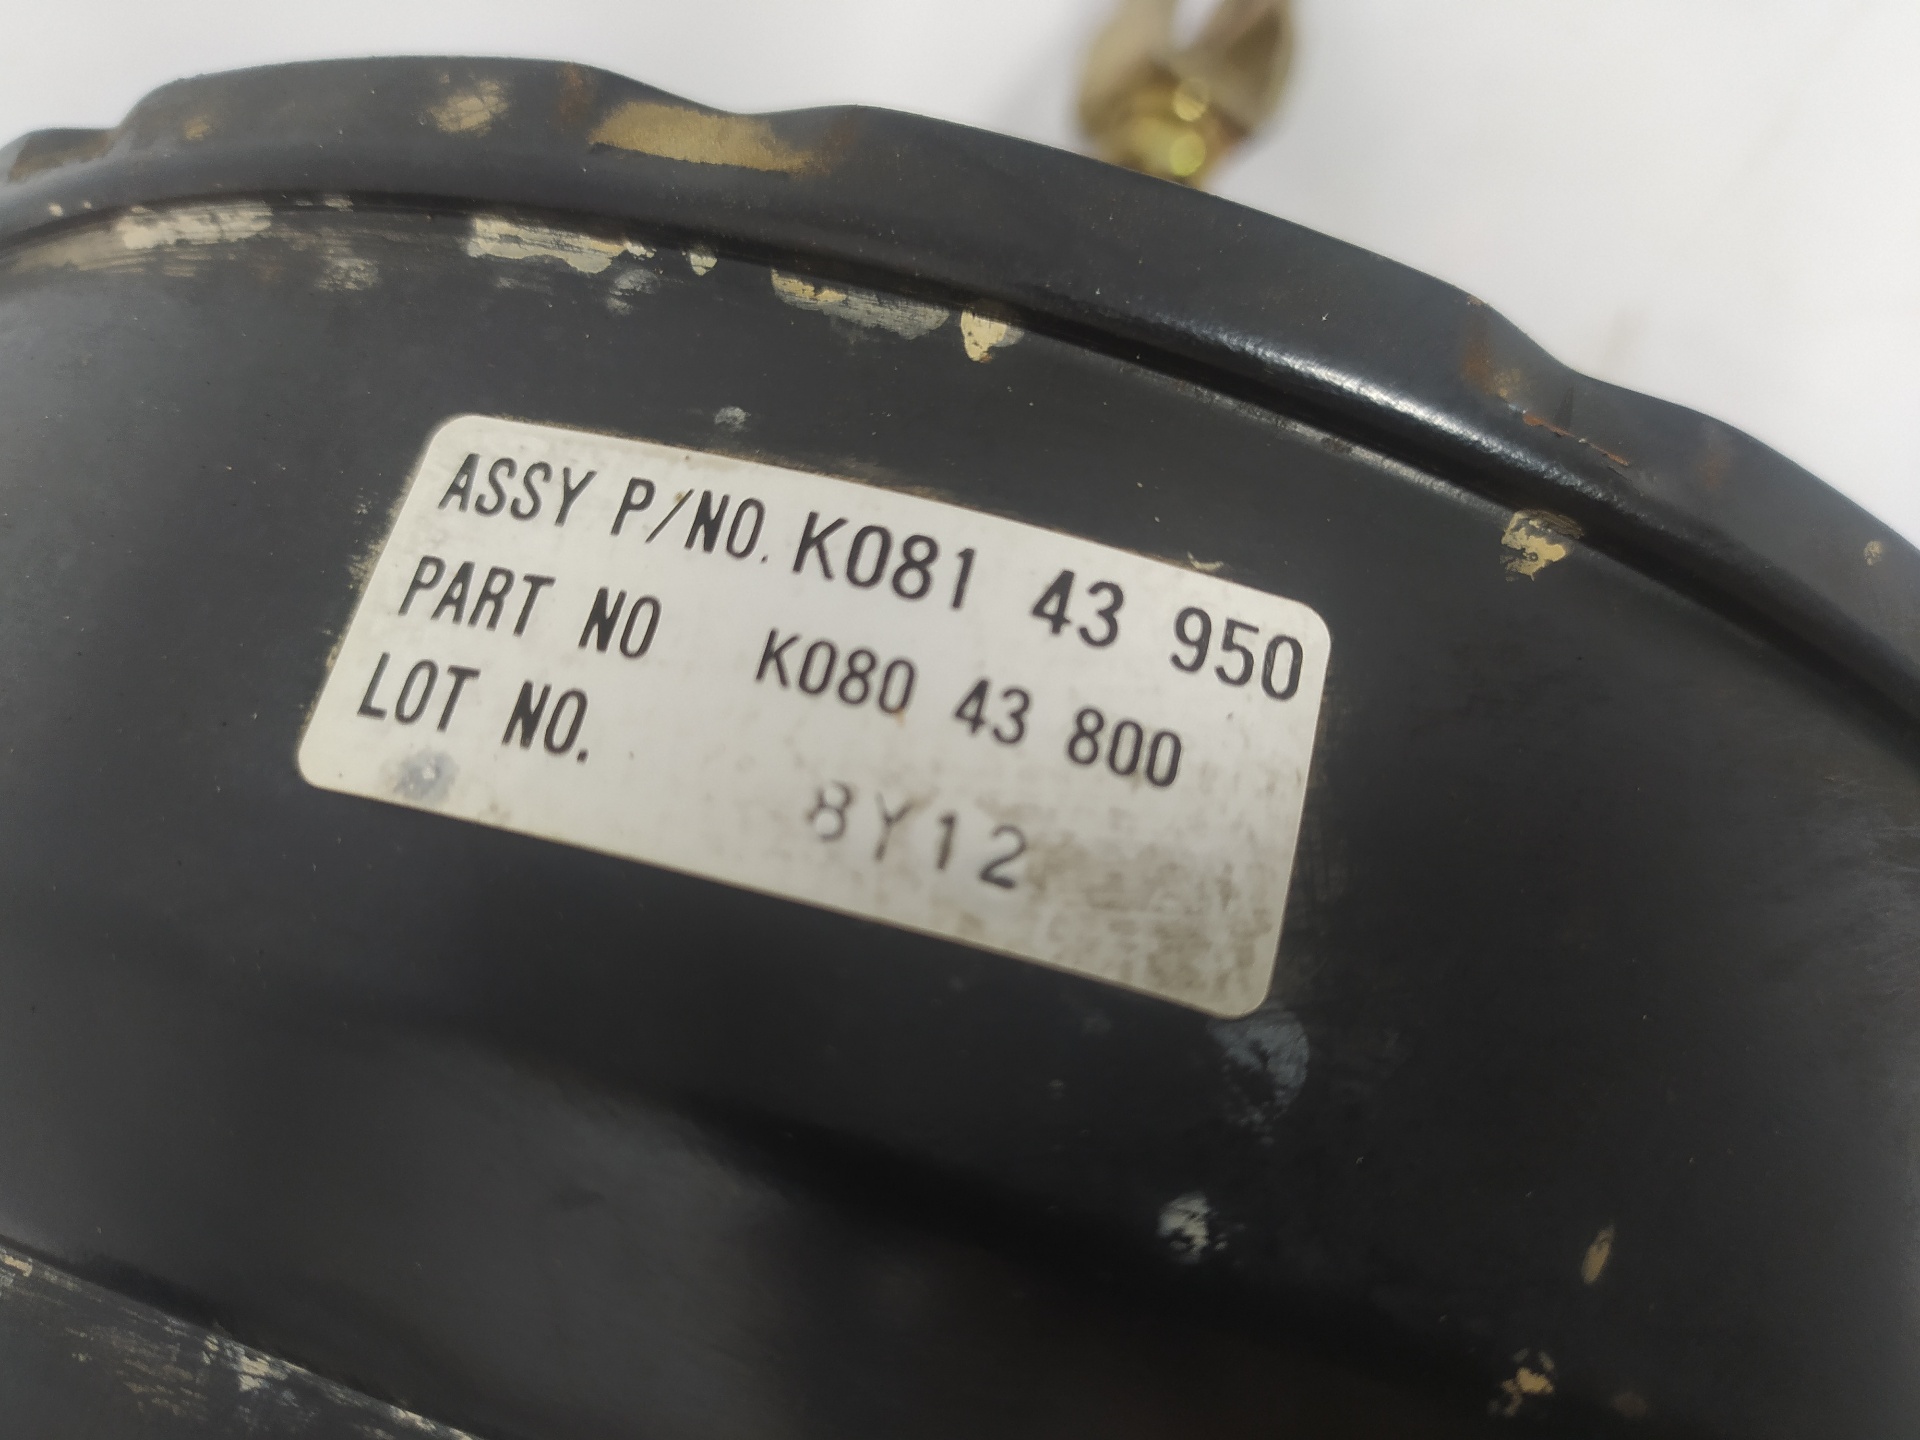 ASSY P/NO. K081 43 950
PART NO K080 43 800
LOT NO. 8Y12